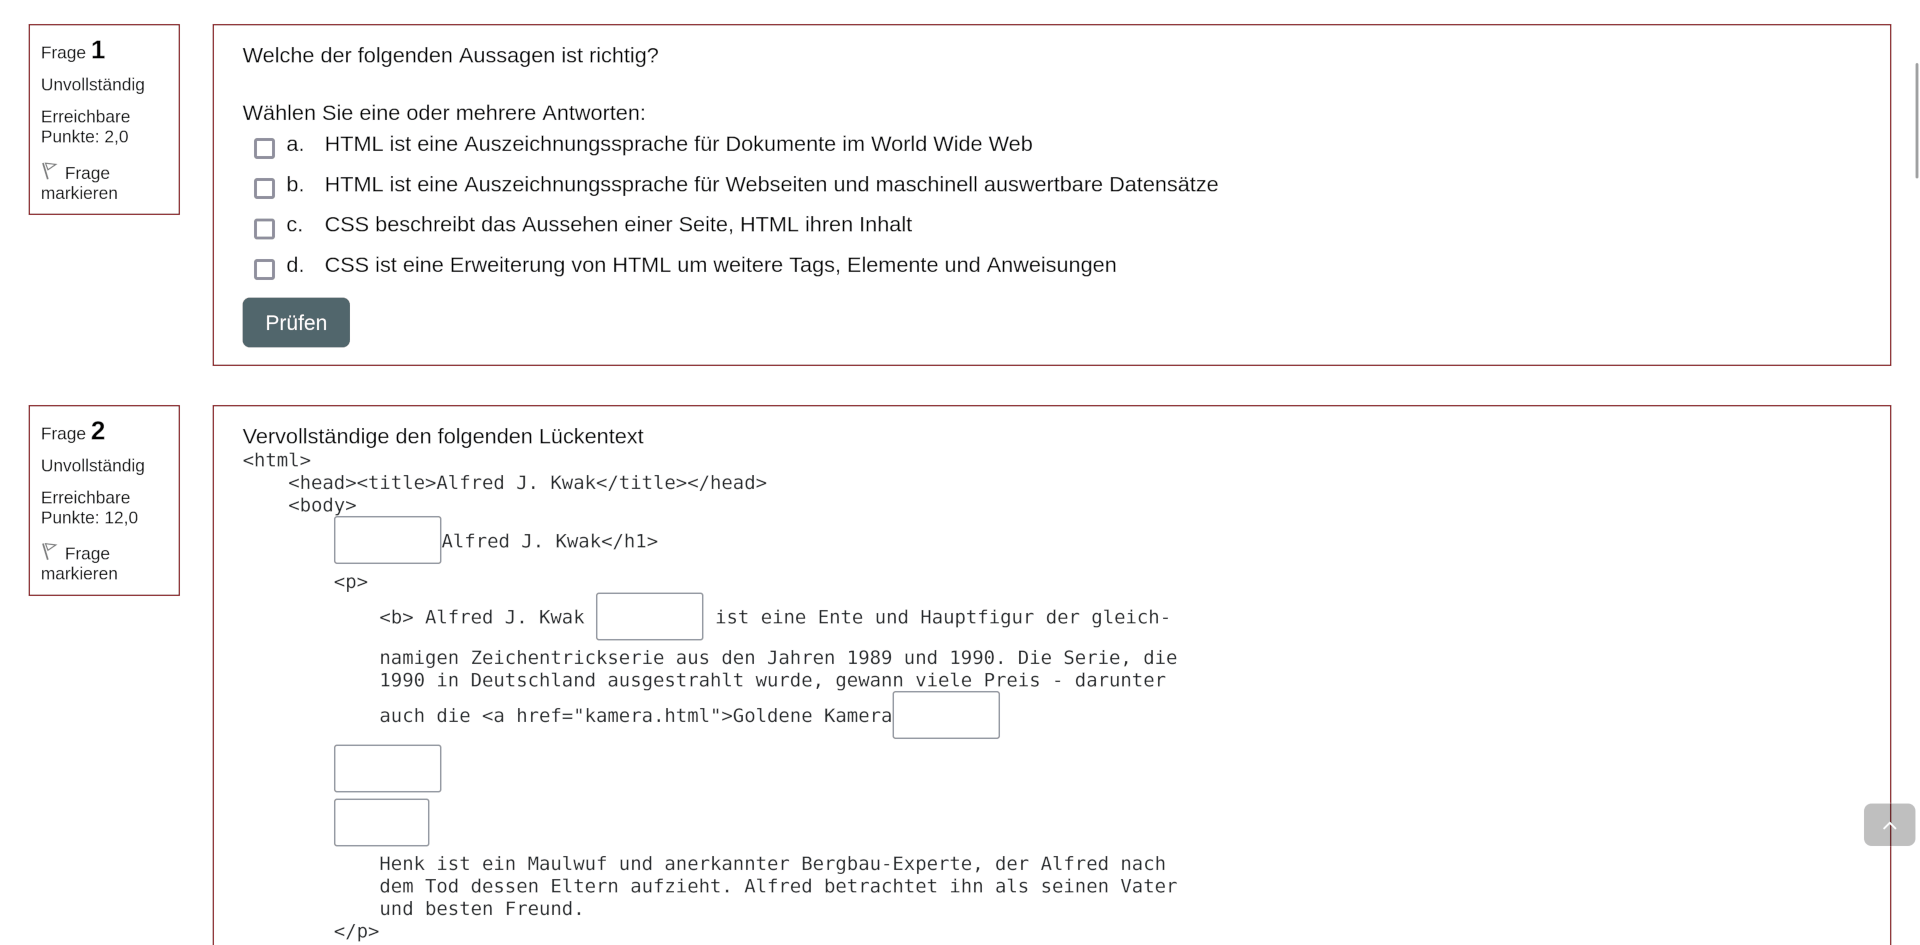 Frage 1
Unvollständig
Erreichbare
Punkte: 2,0
Frage
markieren
Welche der folgenden Aussagen ist richtig?
Wählen Sie eine oder mehrere Antworten:
a. HTML ist eine Auszeichnungssprache für Dokumente im World Wide Web
b. HTML ist eine Auszeichnungssprache für Webseiten und maschinell auswertbare Datensätze
c. CSS beschreibt das Aussehen einer Seite, HTML ihren Inhalt
d. CSS ist eine Erweiterung von HTML um weitere Tags, Elemente und Anweisungen
Prüfen
Frage 2
Unvollständig
Erreichbare
Punkte: 12,0
Frage
markieren
Vervollständige den folgenden Lückentext
<html>
<head><title>Alfred J. Kwak</title></head>
<body>
Alfred J. Kwak</h1>
<p>
<b> Alfred J. Kwak ist eine Ente und Hauptfigur der gleich-
namigen Zeichentrickserie aus den Jahren 1989 und 1990. Die Serie, die
1990 in Deutschland ausgestrahlt wurde, gewann viele Preis - darunter
auch die <a href="kamera.html">Goldene Kamera
Henk ist ein Maulwuf und anerkannter Bergbau-Experte, der Alfred nach
dem Tod dessen Eltern aufzieht. Alfred betrachtet ihn als seinen Vater
und besten Freund.
</p>